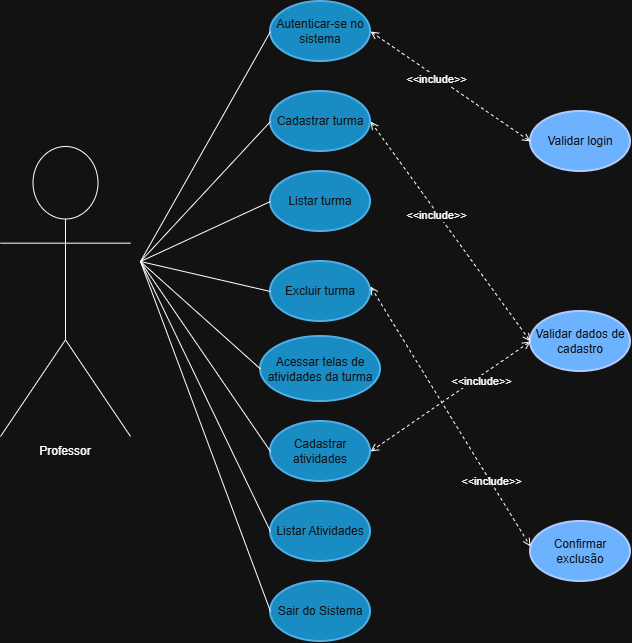 Autenticar-se no
sistema
<<include>>
Cadastrar turma
Validar login
Listar turma
<<include>>
Excluir turma
Validar dados de
cadastro
Acessar telas de
atividades da turma
<<include>>
Professor
Cadastrar
atividades
<<include>>
Listar Atividades
Confirmar
exclusão
Sair do Sistema